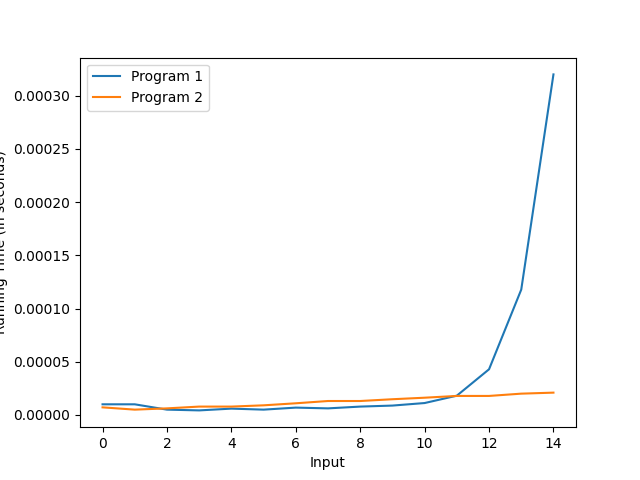 Program 1
Program 2
0.00030
0.00025
0.00020
0.00015
0.00010
0.00005
0.00000
Running Time (in seconds)
0 2 4 6 8 10 12 14
Input